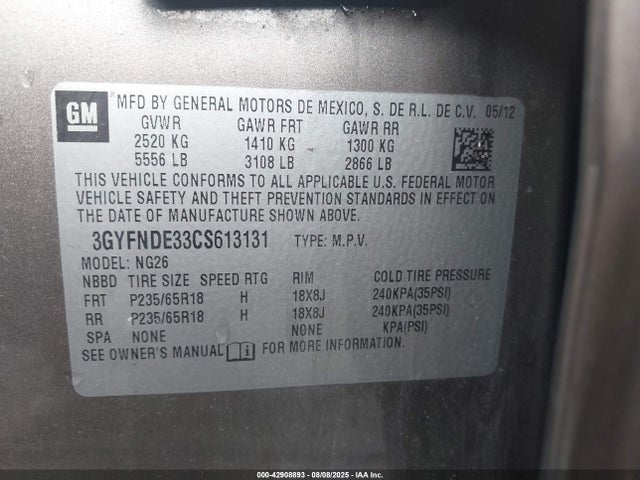 GM
MFD BY GENERAL MOTORS DE MEXICO, S. DE R.L. DE C.V. 05/12
GVWR GAWR FRT GAWR RR
2520 KG 1410 KG 1300 KG
5556 LB 3108 LB 2866 LB
THIS VEHICLE CONFORMS TO ALL APPLICABLE U.S. FEDERAL MOTOR
VEHICLE SAFETY AND THEFT PREVENTION STANDARDS IN EFFECT ON
THE DATE OF MANUFACTURE SHOWN ABOVE.
3GYFNDE33CS613131 TYPE: M.P.V.
MODEL: NG26
NBBD TIRE SIZE SPEED RTG RIM COLD TIRE PRESSURE
FRT P235/65R18 H 18X8J 240KPA(35PSI)
RR P235/65R18 H 18X8J 240KPA(35PSI)
SPA NONE NONE KPA(PSI)
SEE OWNER'S MANUAL FOR MORE INFORMATION.
000-42908893 - 08/08/2025 - IAA Inc.